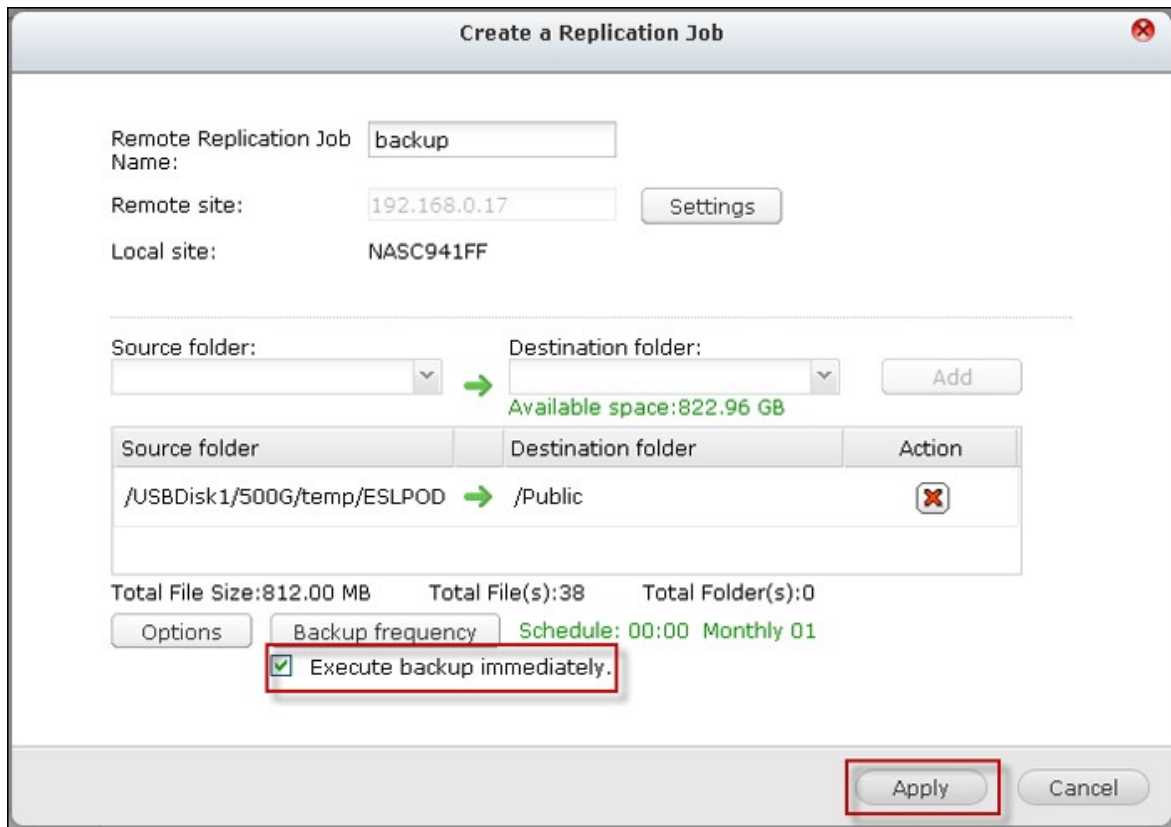 Create a Replication Job
Remote Replication Job
Name:
backup
Remote site:
192.168.0.17
Settings
Local site:
NASC941FF
Source folder:
Destination folder:
Add
Available space:822.96 GB
Source folder
Destination folder
Action
/USBDisk1/500G/temp/ESLPOD
/Public
Total File Size:812.00 MB
Total File(s):38
Total Folder(s):0
Options
Backup frequency
Schedule: 00:00 Monthly 01
Execute backup immediately.
Apply
Cancel